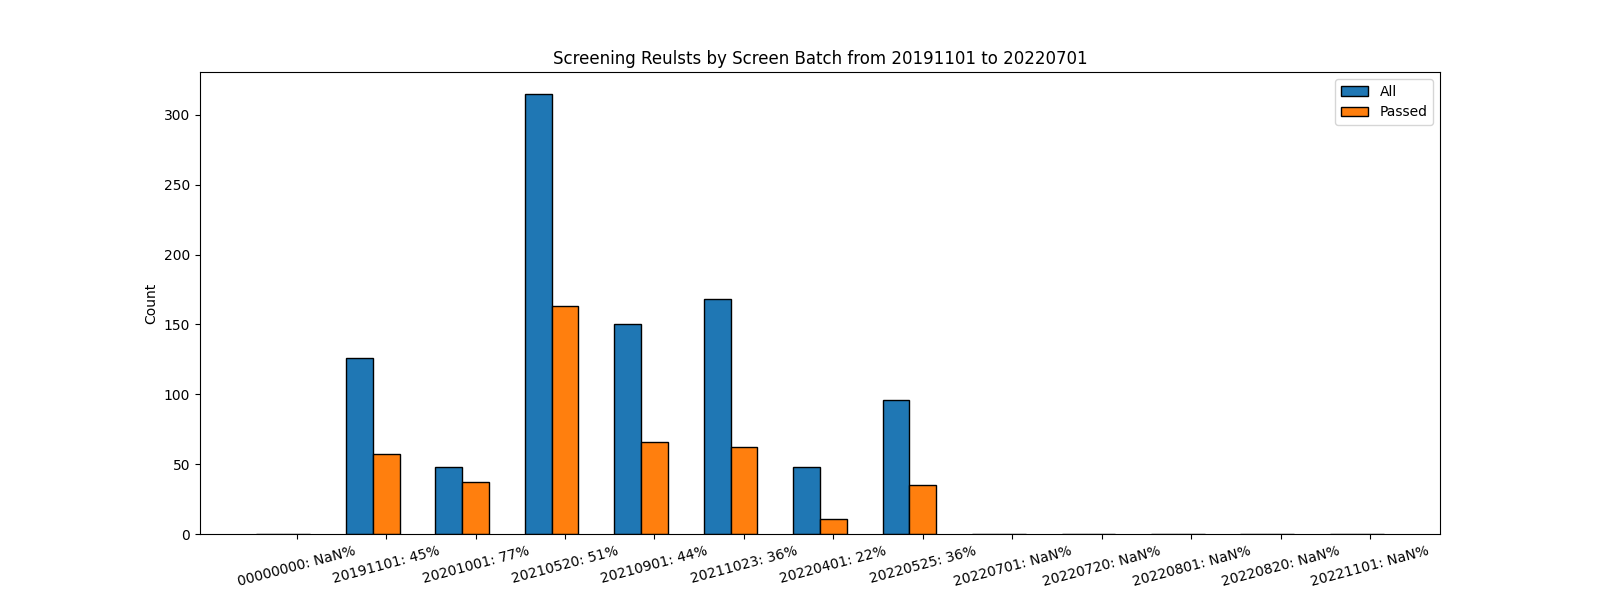 Screening Reulsts by Screen Batch from 20191101 to 20220701
All
Passed
Count
300
250
200
150
100
50
0
00000000: NaN%
20191101: 45%
20201001: 77%
20210520: 51%
20210901: 44%
20211023: 36%
20220401: 22%
20220525: 36%
20220701: NaN%
20220720: NaN%
20220801: NaN%
20220820: NaN%
20221101: NaN%